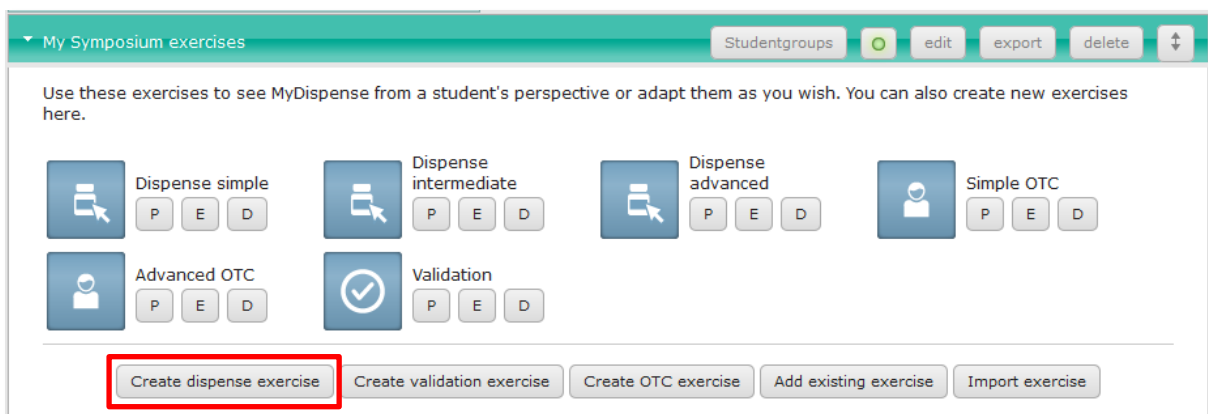 My Symposium exercises Studentgroups edit export delete
Use these exercises to see MyDispense from a student's perspective or adapt them as you wish. You can also create new exercises
here.
Dispense simple
P E D
Dispense
intermediate
P E D
Dispense
advanced
P E D
Simple OTC
P E D
Advanced OTC
P E D
Validation
P E D
Create dispense exercise Create validation exercise Create OTC exercise Add existing exercise Import exercise